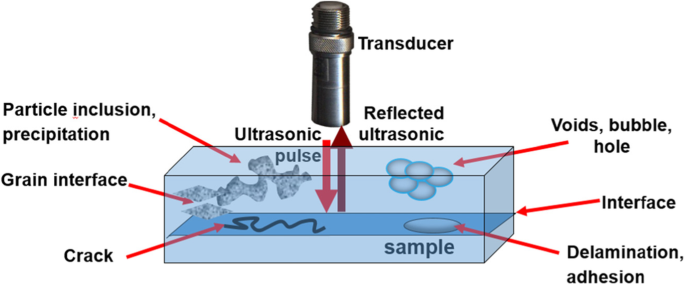 Transducer
Particle inclusion,
precipitation
Ultrasonic
pulse
Reflected
ultrasonic
Voids, bubble,
hole
Grain interface
Interface
Crack
sample
Delamination,
adhesion